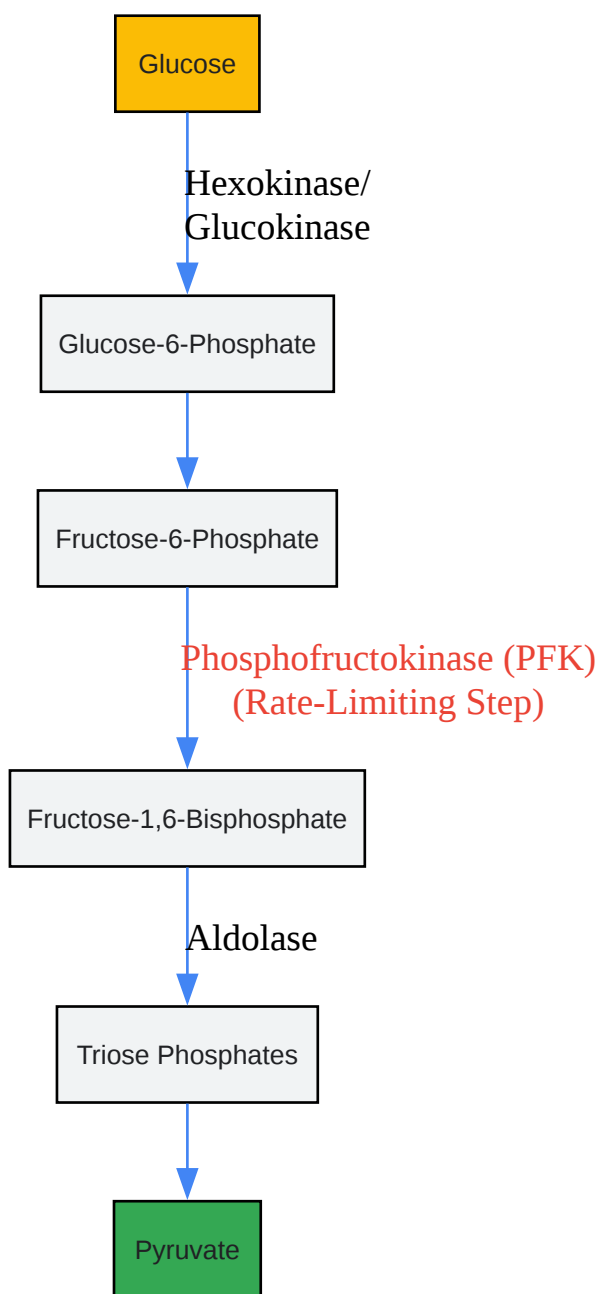 Glucose
Hexokinase/
Glucokinase
Glucose-6-Phosphate
Fructose-6-Phosphate
Phosphofructokinase (PFK)
(Rate-Limiting Step)
Fructose-1,6-Bisphosphate
Aldolase
Triose Phosphates
Pyruvate